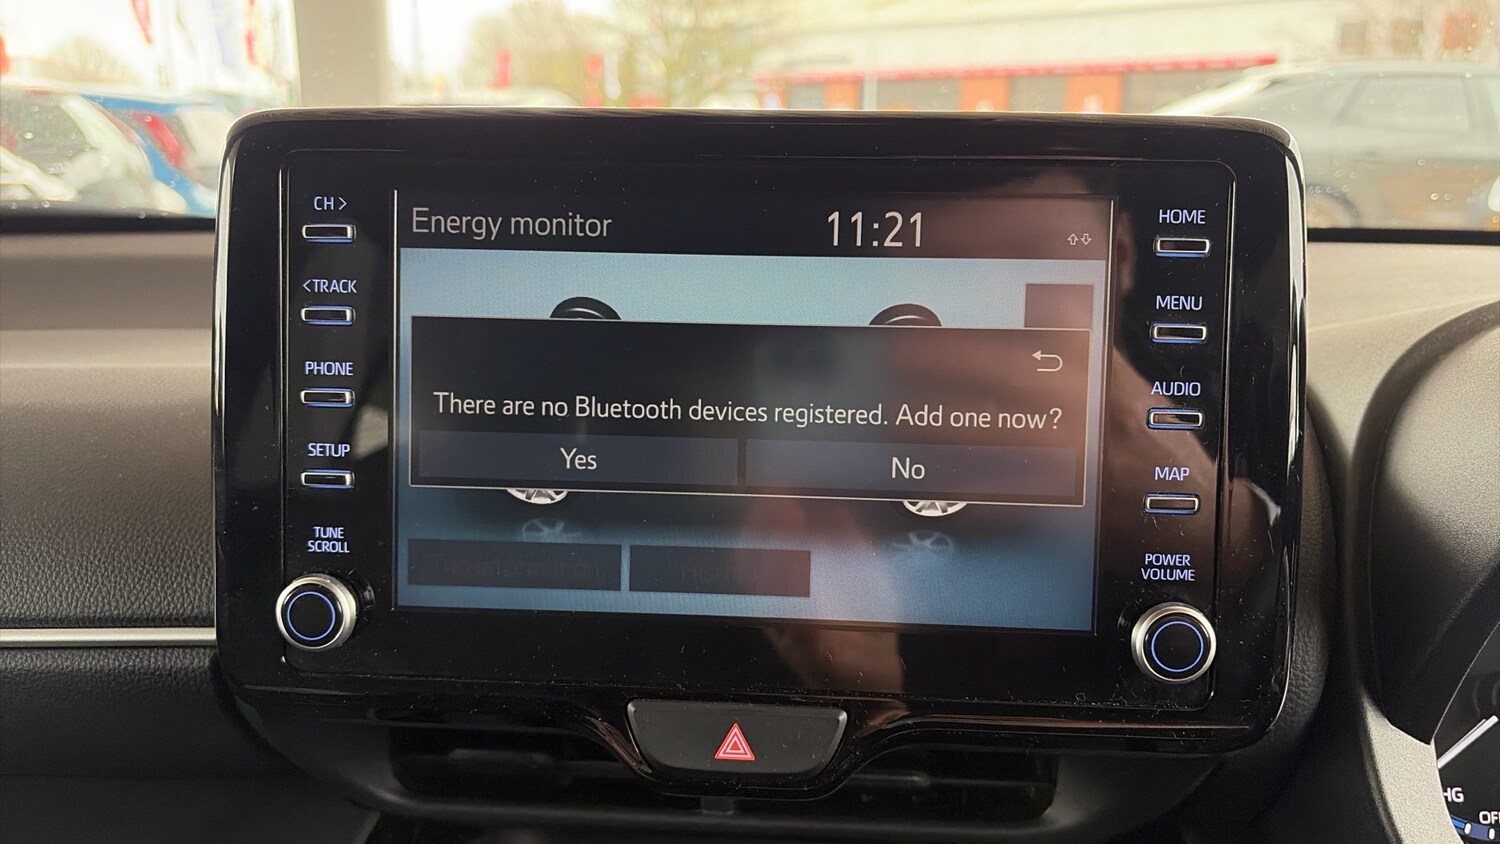 CH >
Energy monitor
11:21
HOME
<TRACK
MENU
PHONE
There are no Bluetooth devices registered. Add one now?
AUDIO
SETUP
Yes
No
MAP
TUNE
SCROLL
POWER
VOLUME